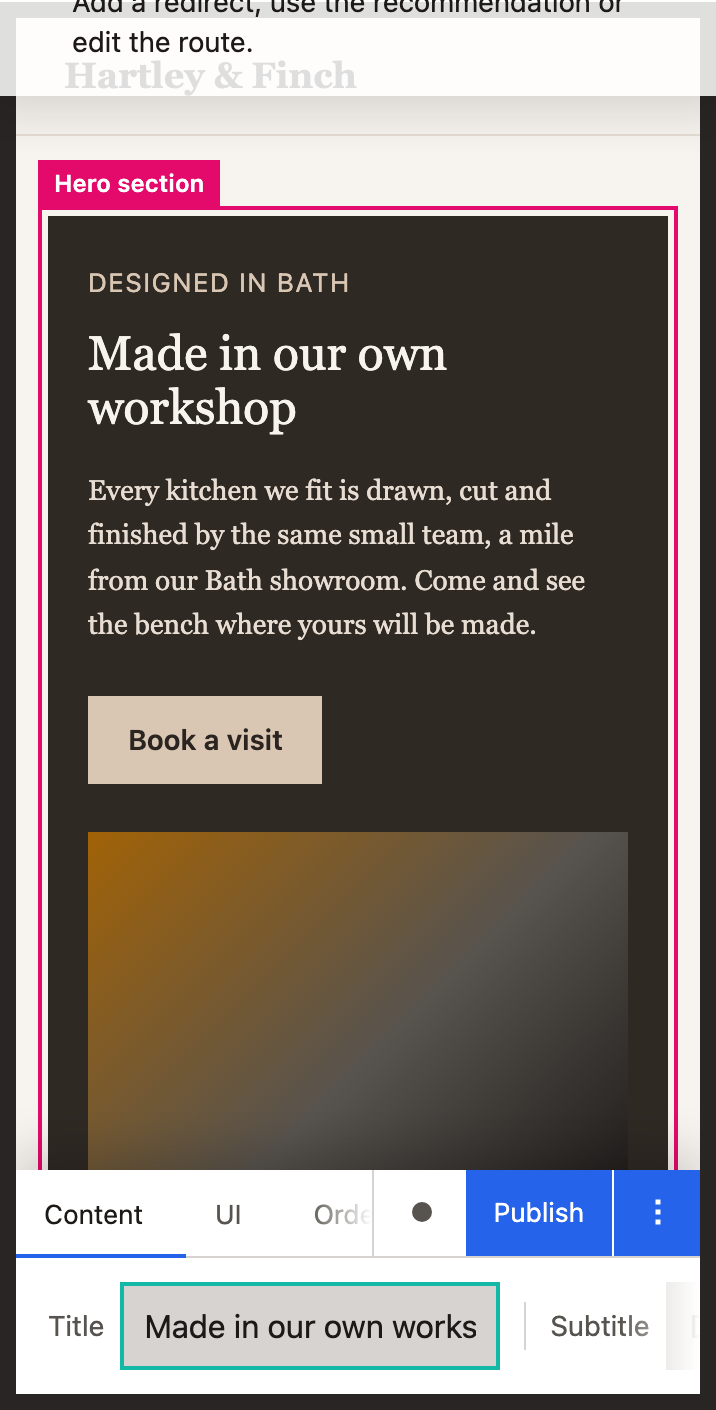 Add a redirect, use the recommendation or
edit the route.
Hartley & Finch
Hero section
DESIGNED IN BATH
Made in our own
workshop
Every kitchen we fit is drawn, cut and
finished by the same small team, a mile
from our Bath showroom. Come and see
the bench where yours will be made.
Book a visit
Content
UI
Orde
Publish
Title
Made in our own works
Subtitle